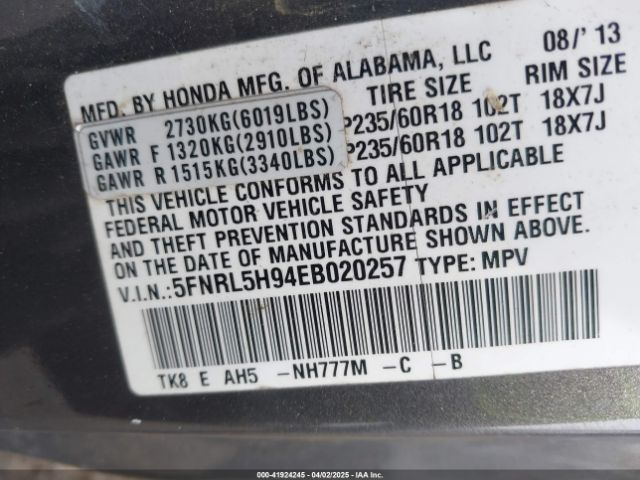 MFD. BY HONDA MFG. OF ALABAMA, LLC 08/'13
TIRE SIZE RIM SIZE
GVWR 2730KG(6019LBS)
GAWR F 1320KG(2910LBS) P235/60R18 102T 18X7J
GAWR R 1515KG(3340LBS) P235/60R18 102T 18X7J
THIS VEHICLE CONFORMS TO ALL APPLICABLE
FEDERAL MOTOR VEHICLE SAFETY
AND THEFT PREVENTION STANDARDS IN EFFECT
ON THE DATE OF MANUFACTURE SHOWN ABOVE.
V.I.N.:5FNRL5H94EB020257 TYPE: MPV
TK8 E AH5 -NH777M -C -B
000-41924245 - 04/02/2025 - IAAI.COM